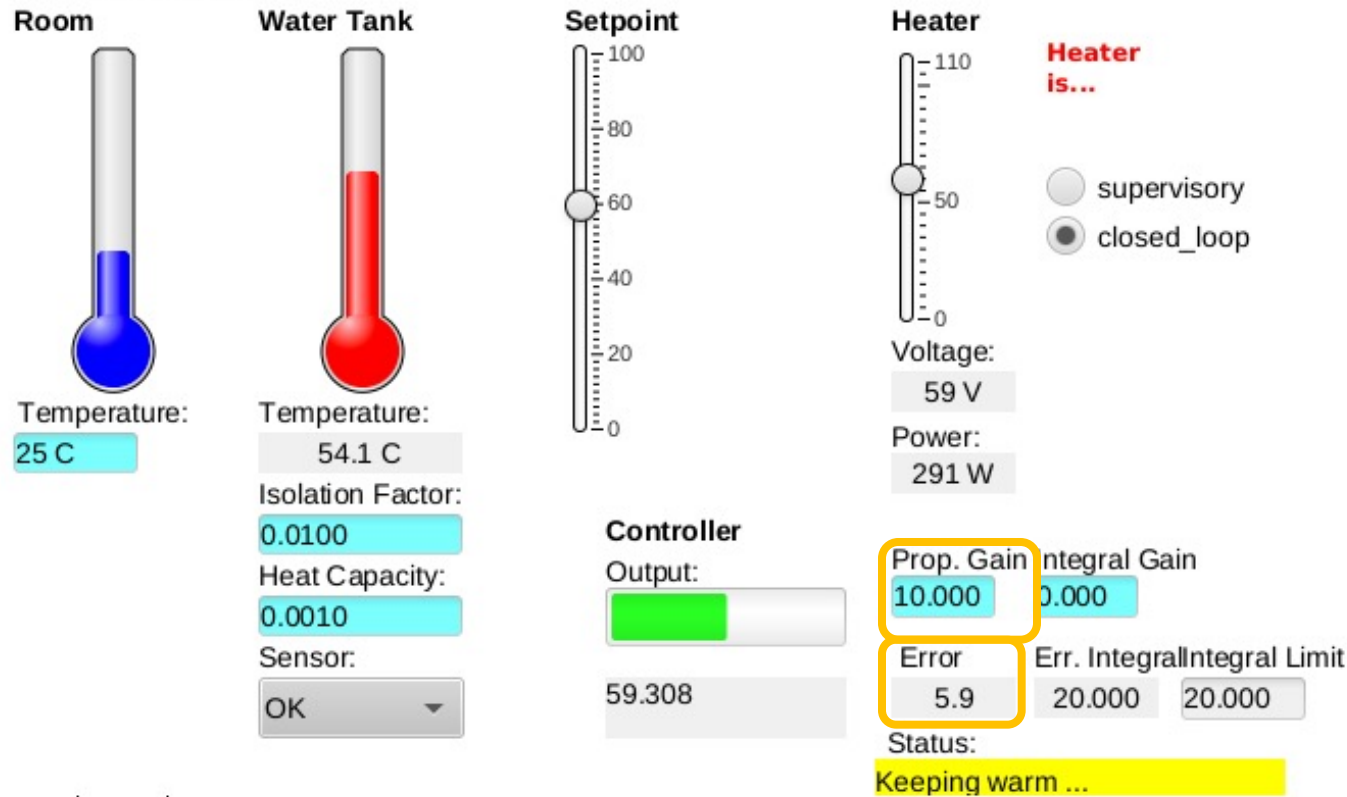 Room
Temperature:
25 C
Water Tank
Temperature:
54.1 C
Isolation Factor:
0.0100
Heat Capacity:
0.0010
Sensor:
OK
Setpoint
100
80
60
40
20
0
Controller
Output:
59.308
Heater
110
50
0
Voltage:
59 V
Power:
291 W
Heater
is...
supervisory
closed_loop
Prop. Gain Integral Gain
10.000 0.000
Error Err. Integral Integral Limit
5.9 20.000 20.000
Status:
Keeping warm ...